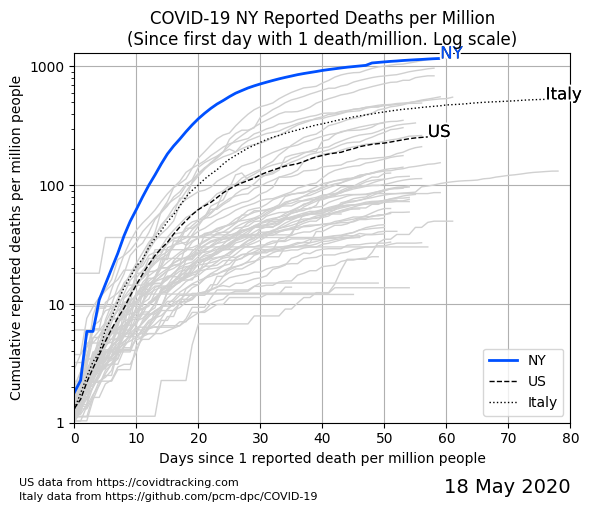 COVID-19 NY Reported Deaths per Million
(Since first day with 1 death/million. Log scale)
Cumulative reported deaths per million people
1000
100
10
1
NY
Italy
US
NY
US
Italy
0 10 20 30 40 50 60 70 80
Days since 1 reported death per million people
US data from https://covidtracking.com
Italy data from https://github.com/pcm-dpc/COVID-19
18 May 2020